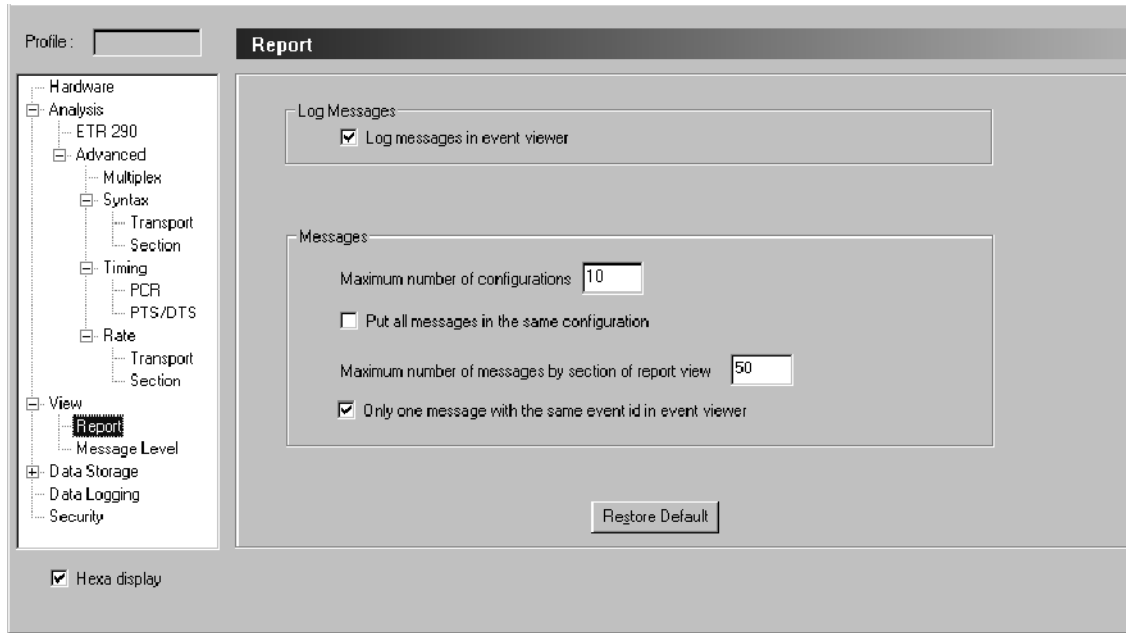 Profile :
Report
Hardware
Analysis
ETR 290
Advanced
Multiplex
Syntax
Transport
Section
Timing
PCR
PTS/DTS
Rate
Transport
Section
View
Report
Message Level
Data Storage
Data Logging
Security
Log Messages
Log messages in event viewer
Messages
Maximum number of configurations 10
Put all messages in the same configuration
Maximum number of messages by section of report view 50
Only one message with the same event id in event viewer
Restore Default
Hexa display